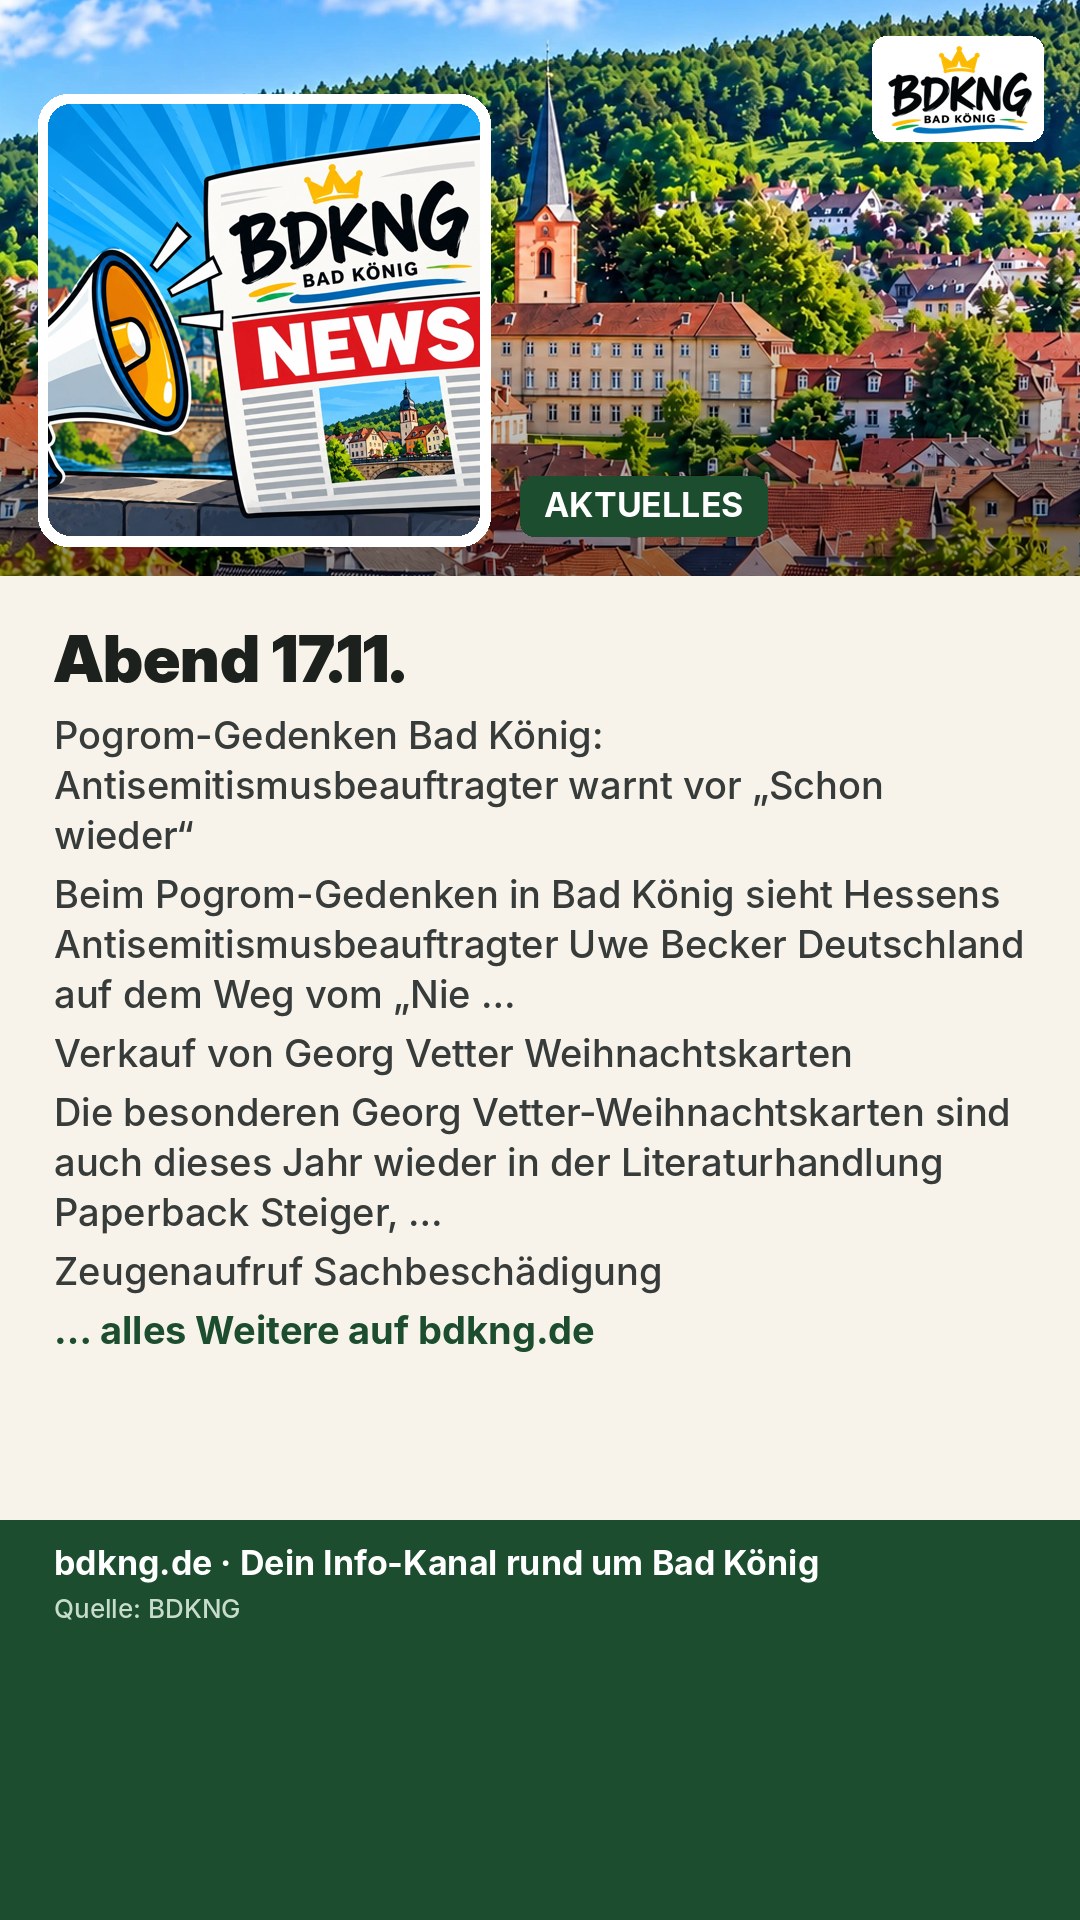 BDKNG
BAD KÖNIG
BDKNG
BAD KÖNIG
NEWS
AKTUELLES
Abend 17.11.
Pogrom-Gedenken Bad König:
Antisemitismusbeauftragter warnt vor „Schon
wieder“
Beim Pogrom-Gedenken in Bad König sieht Hessens
Antisemitismusbeauftragter Uwe Becker Deutschland
auf dem Weg vom „Nie ...
Verkauf von Georg Vetter Weihnachtskarten
Die besonderen Georg Vetter-Weihnachtskarten sind
auch dieses Jahr wieder in der Literaturhandlung
Paperback Steiger, ...
Zeugenaufruf Sachbeschädigung
... alles Weitere auf bdkng.de
bdkng.de · Dein Info-Kanal rund um Bad König
Quelle: BDKNG